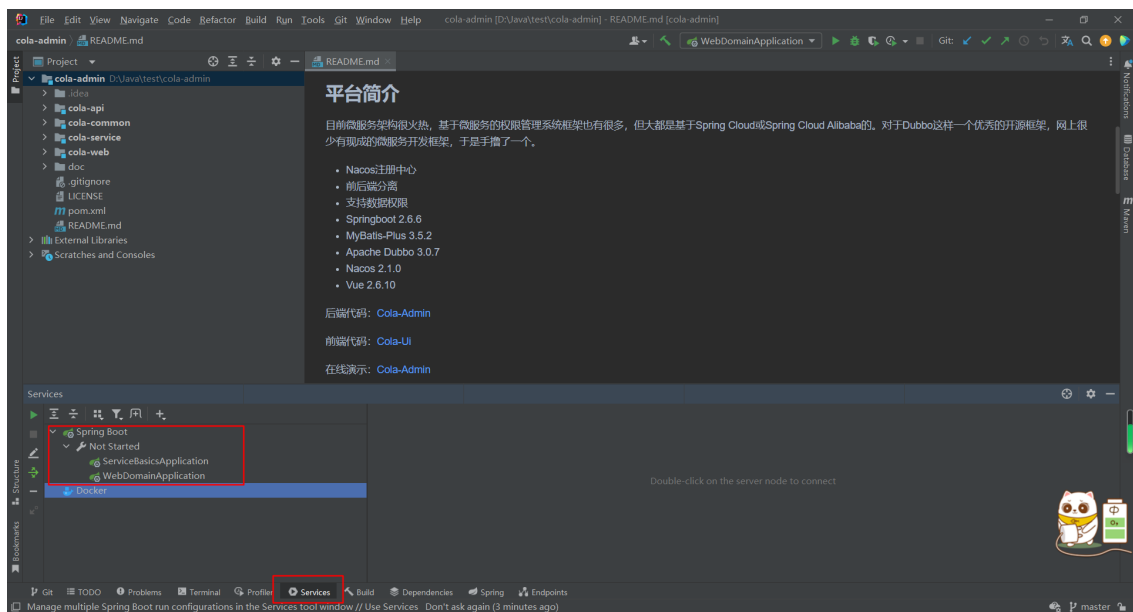 File Edit View Navigate Code Refactor Build Run Tools Git Window Help cola-admin [D:\Java\test\cola-admin] - README.md [cola-admin]
cola-admin README.md WebDomainApplication Git:
Project
README.md
cola-admin D:\Java\test\cola-admin
.idea
cola-api
cola-common
cola-service
cola-web
doc
.gitignore
LICENSE
pom.xml
README.md
External Libraries
Scratches and Consoles
平台简介
目前微服务架构很火热，基于微服务的权限管理系统框架也有很多，但大都是基于Spring Cloud或Spring Cloud Alibaba的。对于Dubbo这样一个优秀的开源框架，网上很
少有现成的微服务开发框架，于是手撸了一个。
• Nacos注册中心
• 前后端分离
• 支持数据权限
• Springboot 2.6.6
• MyBatis-Plus 3.5.2
• Apache Dubbo 3.0.7
• Nacos 2.1.0
• Vue 2.6.10
后端代码：Cola-Admin
前端代码：Cola-Ui
在线演示：Cola-Admin
Project
Structure
Bookmarks
Notifications
Database
Maven
Services
Spring Boot
Not Started
ServiceBasicsApplication
WebDomainApplication
Docker
Double-click on the server node to connect
Git TODO Problems Terminal Profiler Services Build Dependencies Spring Endpoints
Manage multiple Spring Boot run configurations in the Services tool window // Use Services Don't ask again (3 minutes ago) master